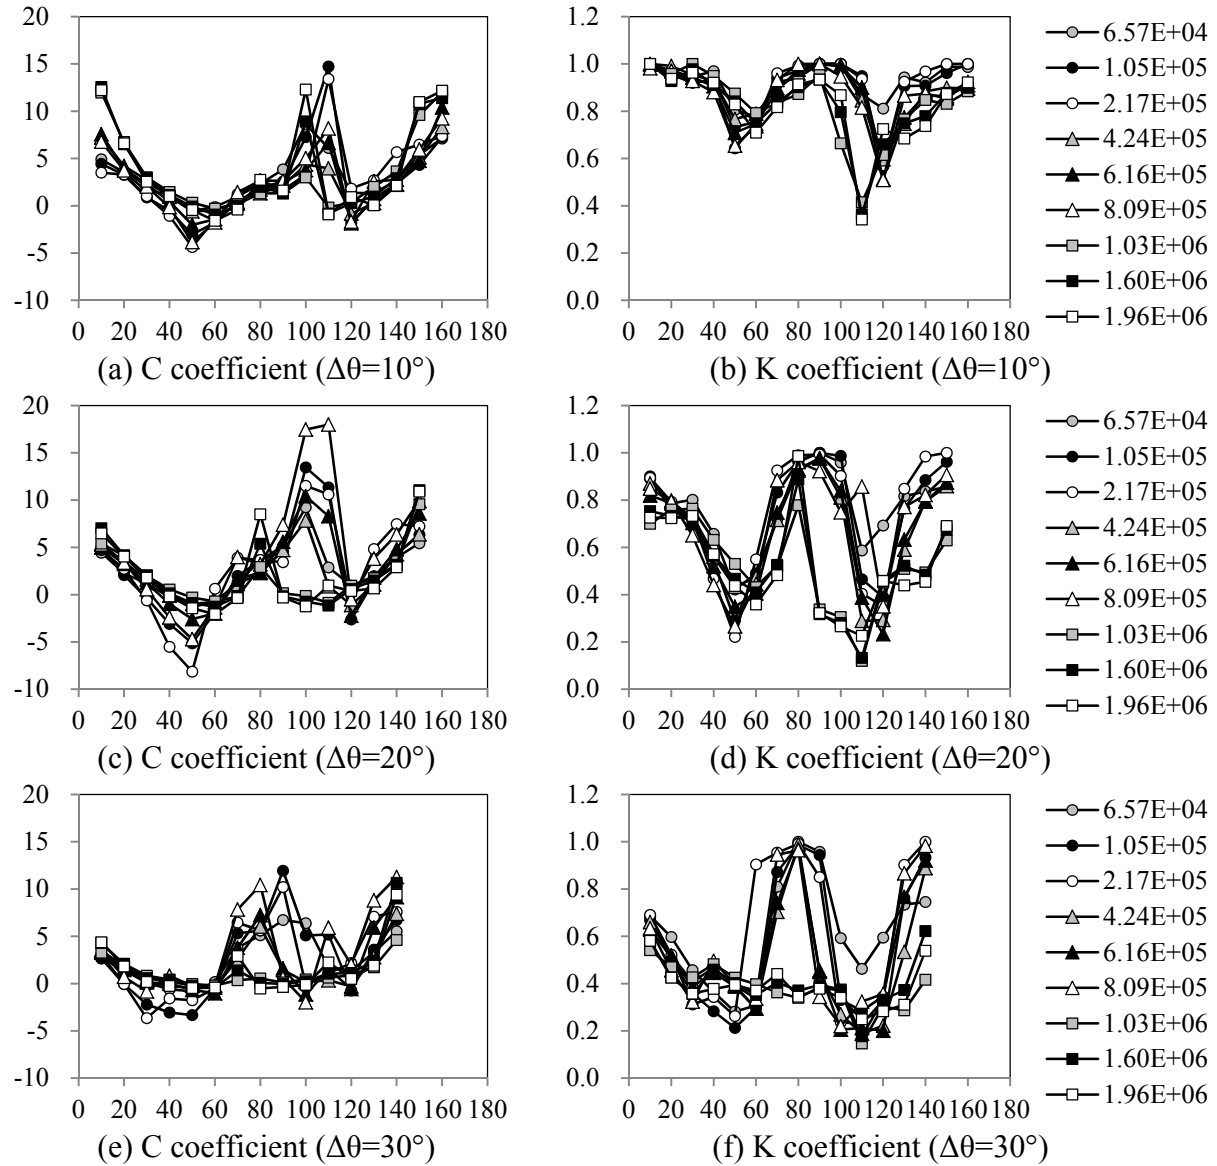 20
15
10
5
0
-5
-10
0 20 40 60 80 100 120 140 160 180
(a) C coefficient (Δθ=10°)
1.2
1.0
0.8
0.6
0.4
0.2
0.0
0 20 40 60 80 100 120 140 160 180
(b) K coefficient (Δθ=10°)
6.57E+04
1.05E+05
2.17E+05
4.24E+05
6.16E+05
8.09E+05
1.03E+06
1.60E+06
1.96E+06
20
15
10
5
0
-5
-10
0 20 40 60 80 100 120 140 160 180
(c) C coefficient (Δθ=20°)
1.2
1.0
0.8
0.6
0.4
0.2
0.0
0 20 40 60 80 100 120 140 160 180
(d) K coefficient (Δθ=20°)
6.57E+04
1.05E+05
2.17E+05
4.24E+05
6.16E+05
8.09E+05
1.03E+06
1.60E+06
1.96E+06
20
15
10
5
0
-5
-10
0 20 40 60 80 100 120 140 160 180
(e) C coefficient (Δθ=30°)
1.2
1.0
0.8
0.6
0.4
0.2
0.0
0 20 40 60 80 100 120 140 160 180
(f) K coefficient (Δθ=30°)
6.57E+04
1.05E+05
2.17E+05
4.24E+05
6.16E+05
8.09E+05
1.03E+06
1.60E+06
1.96E+06